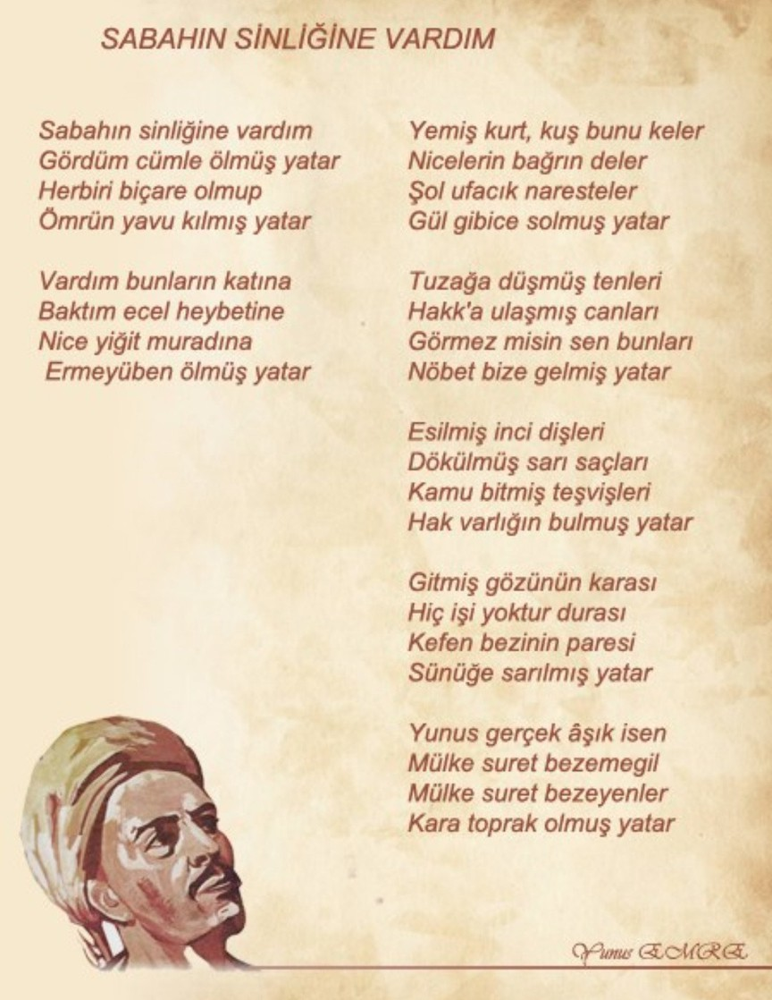 SABAHIN SİNLİĞİNE VARDIM
Sabahın sinliğine vardım
Gördüm cümle ölmüş yatar
Herbiri biçare olmup
Ömrün yavu kılmış yatar
Vardım bunların katına
Baktım ecel heybetine
Nice yiğit muradına
Ermeyüben ölmüş yatar
Yemiş kurt, kuş bunu keler
Nicelerin bağrın deler
Şol ufacık naresteler
Gül gibice solmuş yatar
Tuzağa düşmüş tenleri
Hakk'a ulaşmış canları
Görmez misin sen bunları
Nöbet bize gelmiş yatar
Esilmiş inci dişleri
Dökülmüş sarı saçları
Kamu bitmiş teşvişleri
Hak varlığın bulmuş yatar
Gitmiş gözünün karası
Hiç işi yoktur durası
Kefen bezinin paresi
Sünüğe sarılmış yatar
Yunus gerçek âşık isen
Mülke suret bezemegil
Mülke suret bezeyenler
Kara toprak olmuş yatar
Yunus EMRE